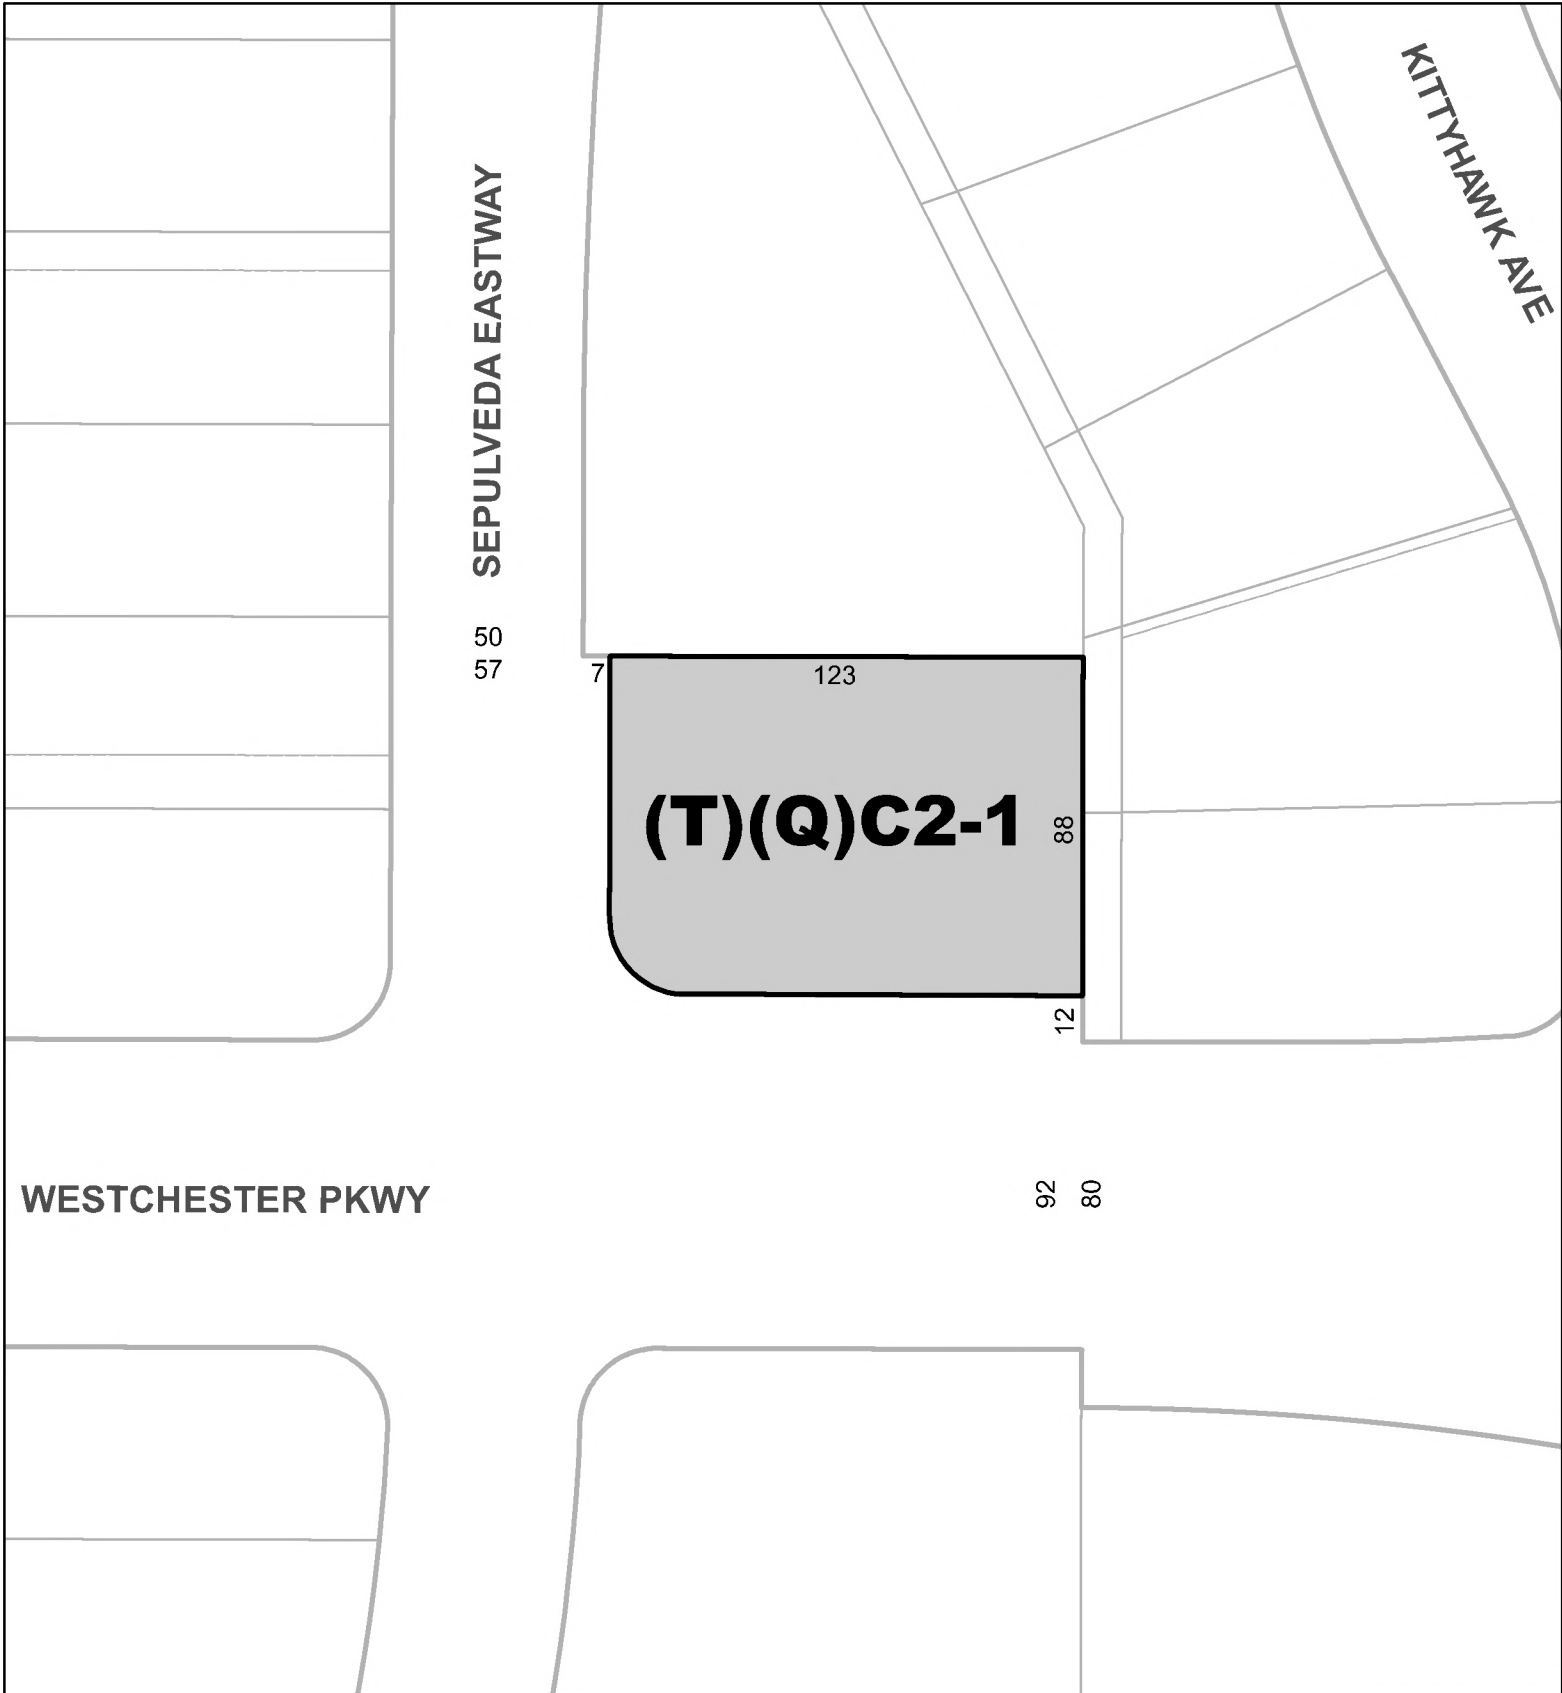 KITTYHAWK AVE
SEPULVEDA EASTWAY
50
57
7
123
(T)(Q)C2-1
88
12
WESTCHESTER PKWY
92
80